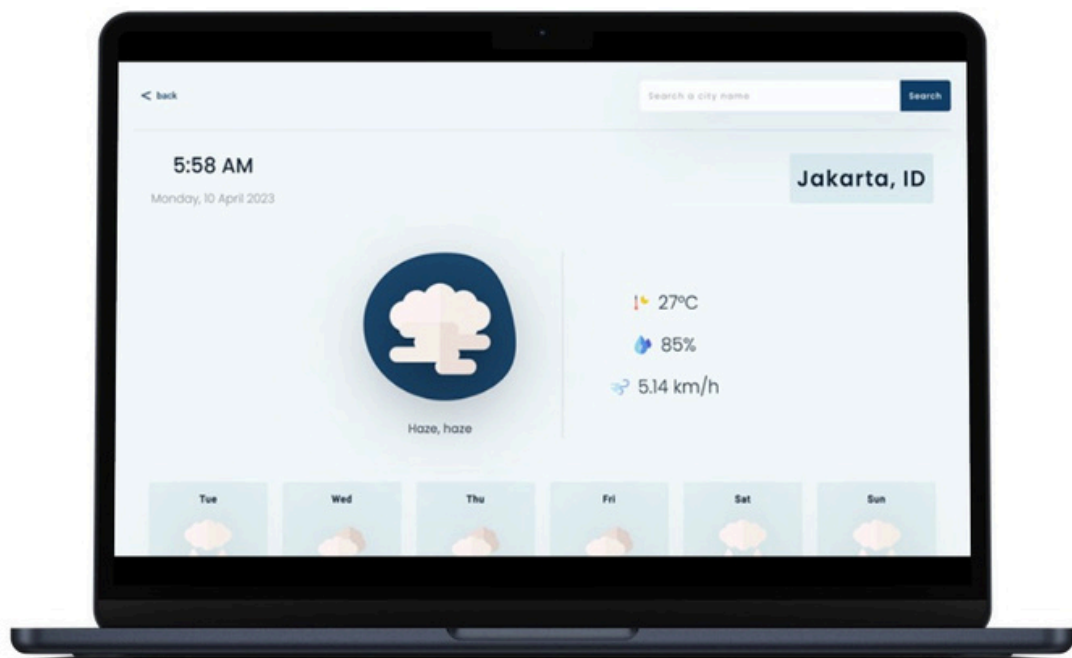 < back
Search a city name
Search
5:58 AM
Jakarta, ID
Monday, 10 April 2023
27°C
85%
5.14 km/h
Haze, haze
Tue
Wed
Thu
Fri
Sat
Sun